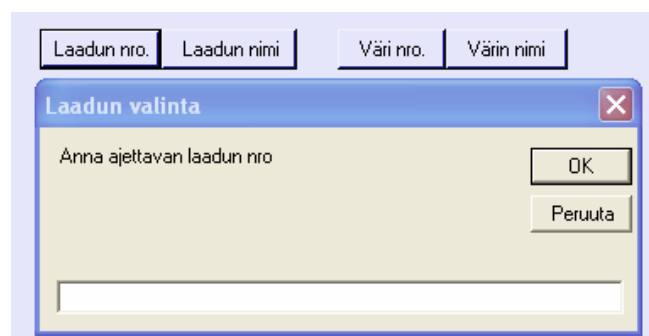 Laadun nro. Laadun nimi Väri nro. Värin nimi
Laadun valinta
Anna ajettavan laadun nro
OK
Peruuta